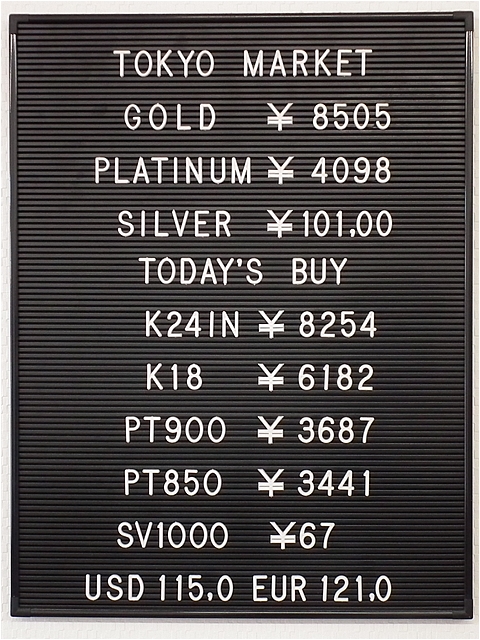 TOKYO MARKET
GOLD ¥ 8505
PLATINUM ¥ 4098
SILVER ¥101,00
TODAY'S BUY
K24IN ¥ 8254
K18 ¥ 6182
PT900 ¥ 3687
PT850 ¥ 3441
SV1000 ¥67
USD 115,0 EUR 121,0